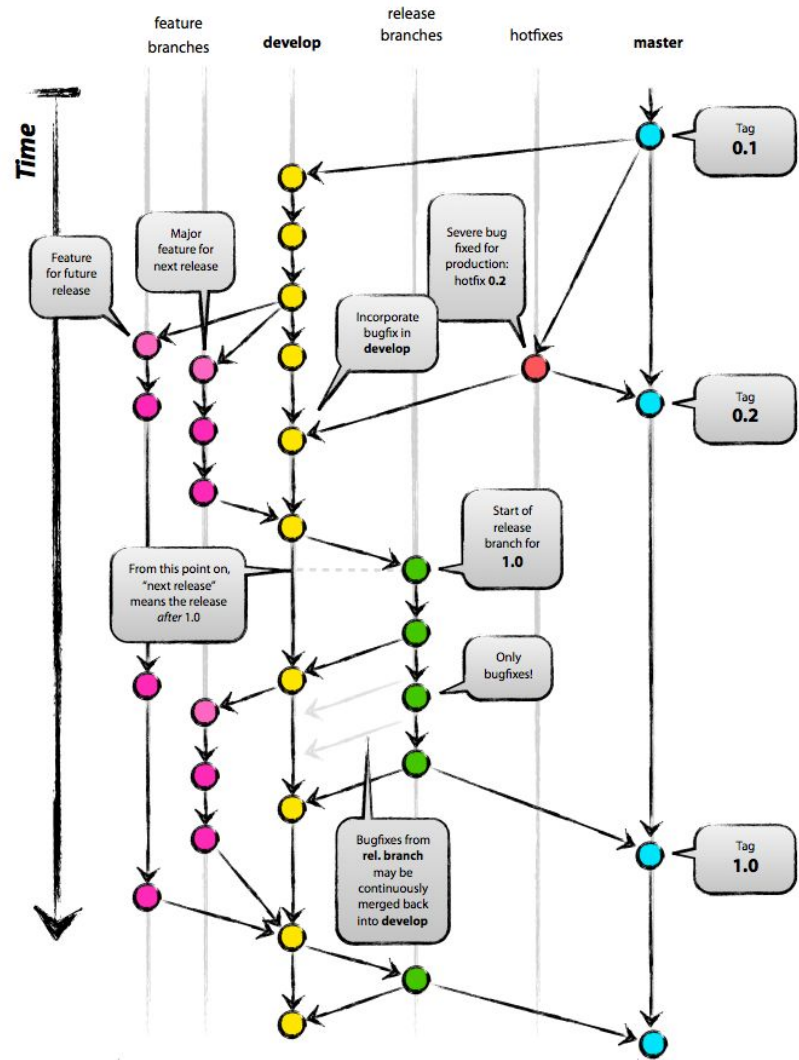 feature
branches
develop
release
branches
hotfixes
master
Time
Tag
0.1
Feature
for future
release
Major
feature for
next release
Severe bug
fixed for
production:
hotfix 0.2
Incorporate
bugfix in
develop
Tag
0.2
Start of
release
branch for
1.0
From this point on,
“next release”
means the release
after 1.0
Only
bugfixes!
Bugfixes from
rel. branch
may be
continuously
merged back
into develop
Tag
1.0